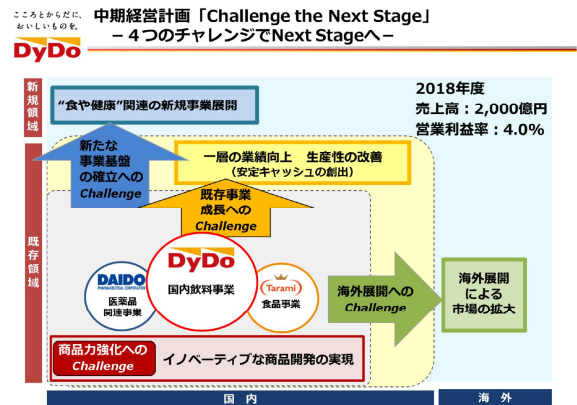 こころとからだに、
おいしいものを。
DyDo
中期経営計画「Challenge the Next Stage」
－４つのチャレンジでNext Stageへ－
新規領域
“食や健康”関連の新規事業展開
2018年度
売上高：2,000億円
営業利益率：4.0%
新たな
事業基盤
の確立への
Challenge
一層の業績向上　生産性の改善
（安定キャッシュの創出）
既存事業
成長への
Challenge
既存領域
DAIDO
PHARMACEUTICAL CORPORATION
医薬品
関連事業
DyDo
国内飲料事業
Tarami
食品事業
海外展開への
Challenge
海外展開
による
市場の拡大
商品力強化への
Challenge
イノベーティブな商品開発の実現
国　内
海　外